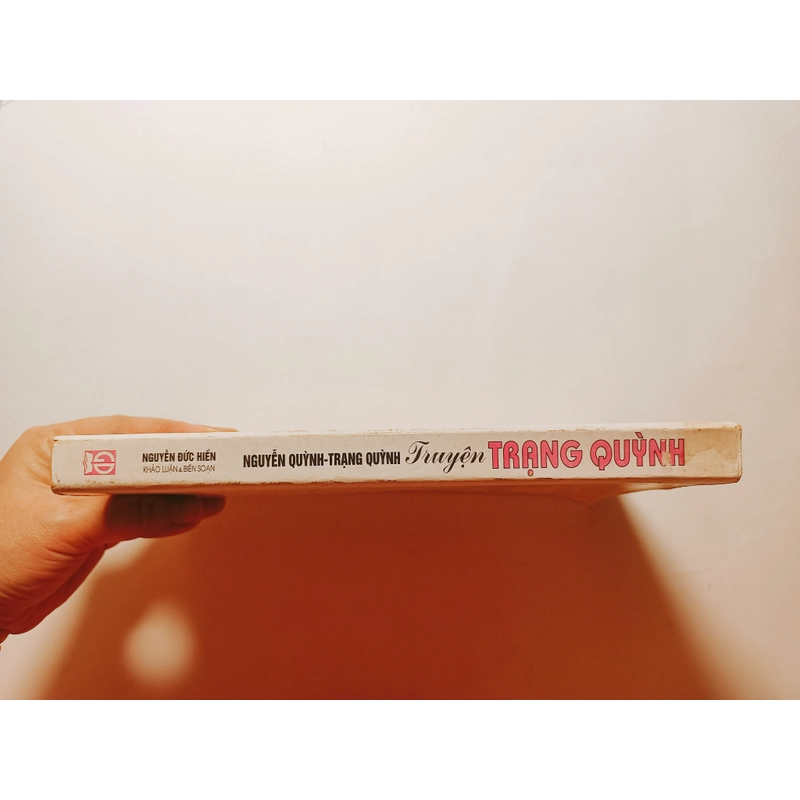 NGUYỄN ĐỨC HIỀN
KHẢO LUẬN & BIÊN SOẠN
NGUYỄN QUỲNH-TRẠNG QUỲNH Truyện TRẠNG QUỲNH